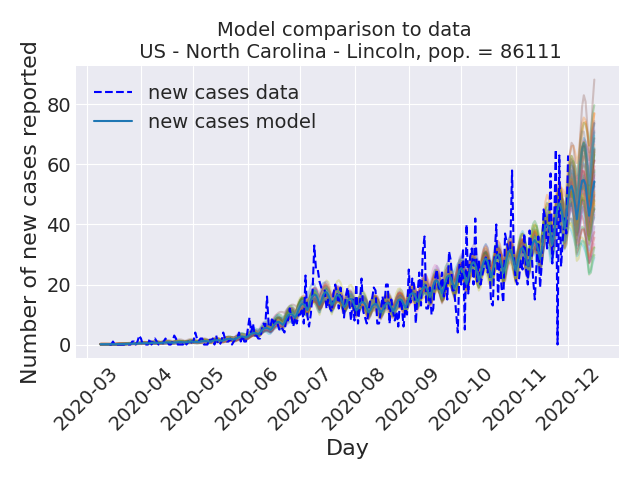 Model comparison to data
US - North Carolina - Lincoln, pop. = 86111
Number of new cases reported
80
60
40
20
0
new cases data
new cases model
2020-03
2020-04
2020-05
2020-06
2020-07
2020-08
2020-09
2020-10
2020-11
2020-12
Day